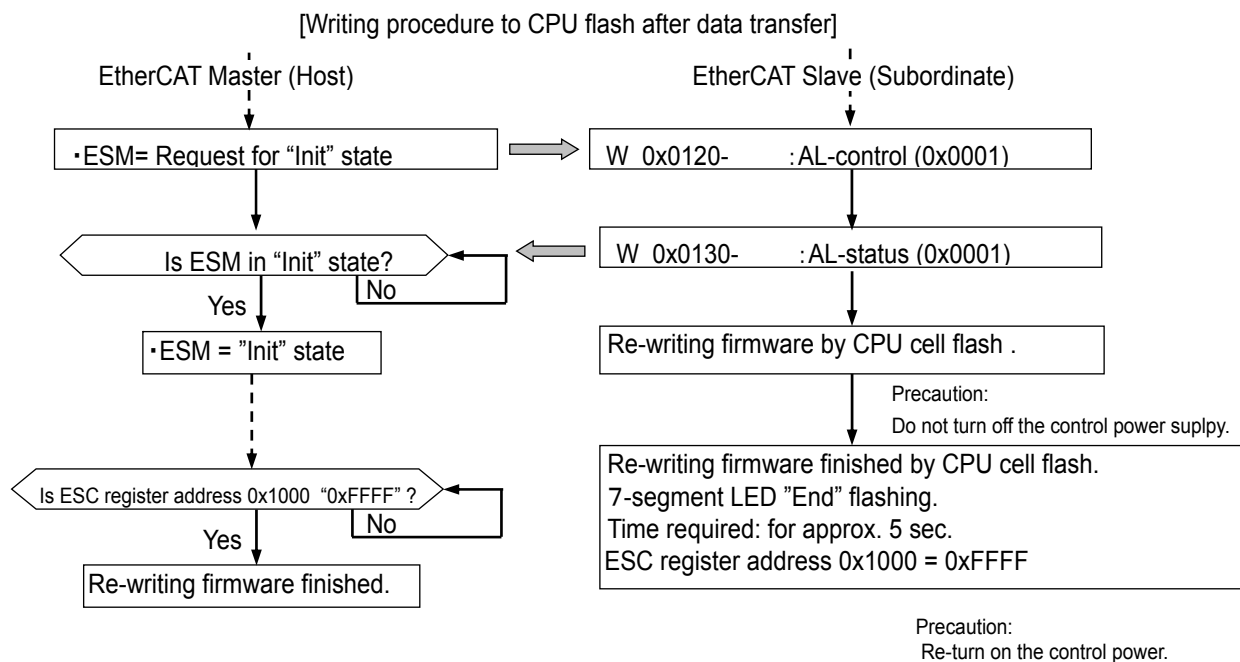 [Writing procedure to CPU flash after data transfer]
EtherCAT Master (Host)
EtherCAT Slave (Subordinate)
・ESM= Request for “Init” state
W 0x0120- :AL-control (0x0001)
Is ESM in “Init” state?
W 0x0130- :AL-status (0x0001)
No
Yes
・ESM = ”Init” state
Re-writing firmware by CPU cell flash .
Precaution:
Do not turn off the control power suplpy.
Is ESC register address 0x1000 “0xFFFF” ?
No
Yes
Re-writing firmware finished.
Re-writing firmware finished by CPU cell flash.
7-segment LED ”End” flashing.
Time required: for approx. 5 sec.
ESC register address 0x1000 = 0xFFFF
Precaution:
Re-turn on the control power.